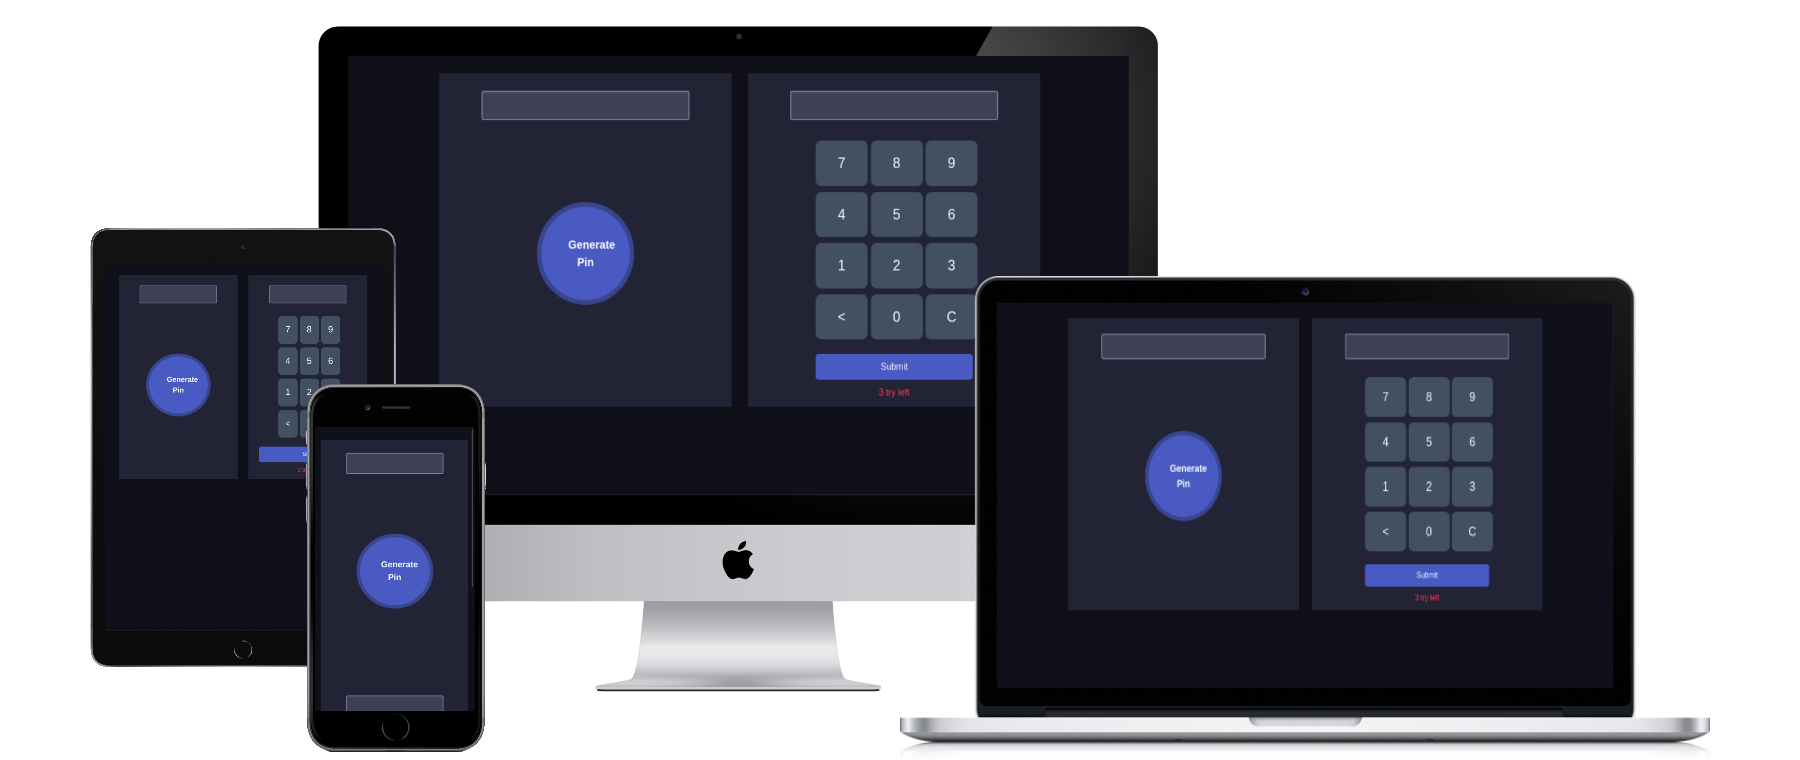 Generate
Pin
7 8 9
4 5 6
1 2 3
< 0 C
Submit
3 try left
Generate
Pin
7 8 9
4 5 6
1 2
<
Generate
Pin
Generate
Pin
7 8 9
4 5 6
1 2 3
< 0 C
Submit
3 try left